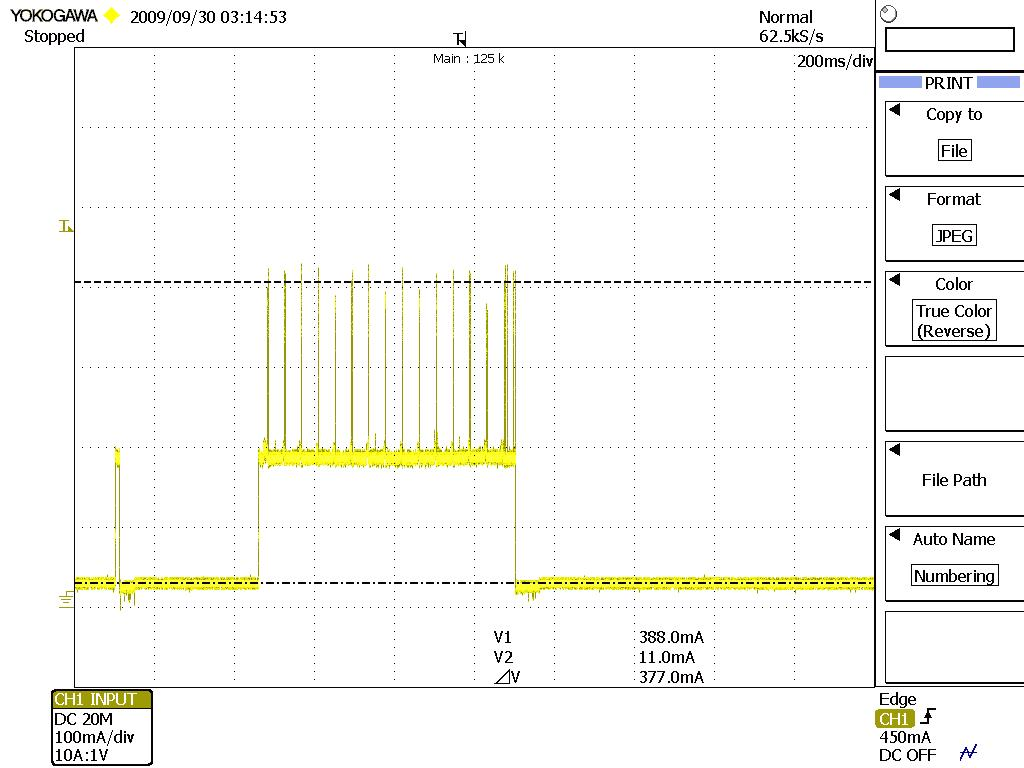 YOKOGAWA 2009/09/30 03:14:53
Normal
Stopped
62.5kS/s
T
Main : 125 k
200ms/div
PRINT
Copy to
File
Format
JPEG
Color
True Color
(Reverse)
File Path
Auto Name
Numbering
T
V1 388.0mA
V2 11.0mA
⊿V 377.0mA
CH1 INPUT
DC 20M
100mA/div
10A:1V
Edge
CH1
450mA
DC OFF